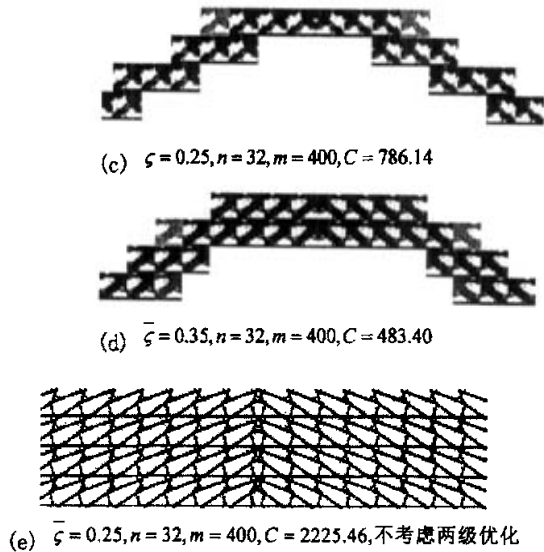 (c) ς = 0.25, n = 32, m = 400, C = 786.14
(d) ς̄ = 0.35, n = 32, m = 400, C = 483.40
(e) ς̄ = 0.25, n = 32, m = 400, C = 2225.46, 不考虑两级优化